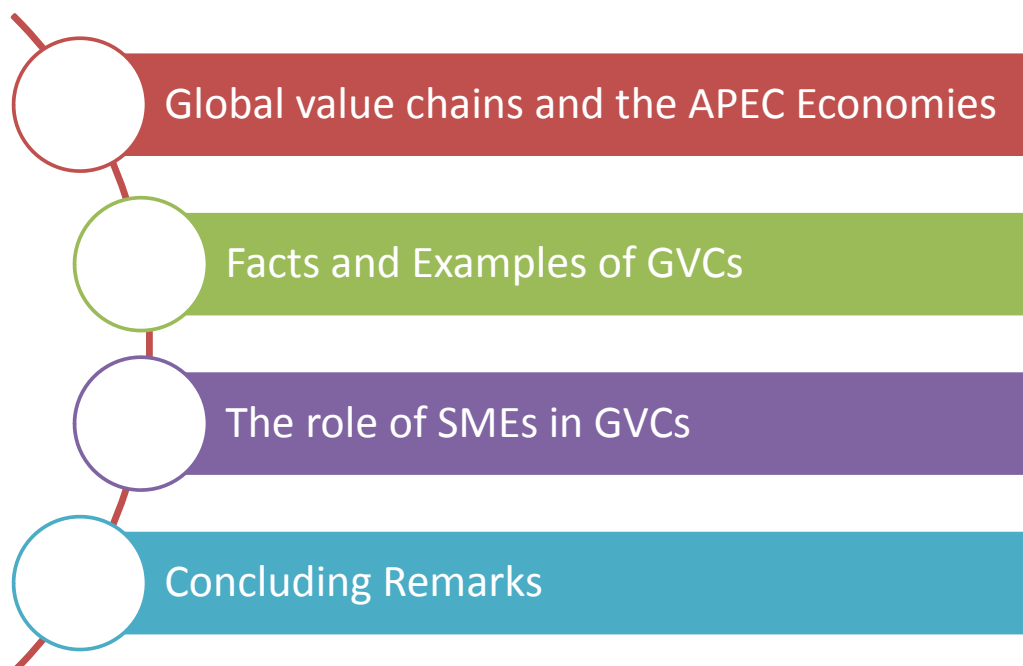 Global value chains and the APEC Economies
Facts and Examples of GVCs
The role of SMEs in GVCs
Concluding Remarks